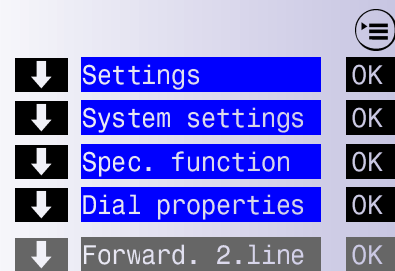 Settings OK
System settings OK
Spec. function OK
Dial properties OK
Forward. 2.line OK